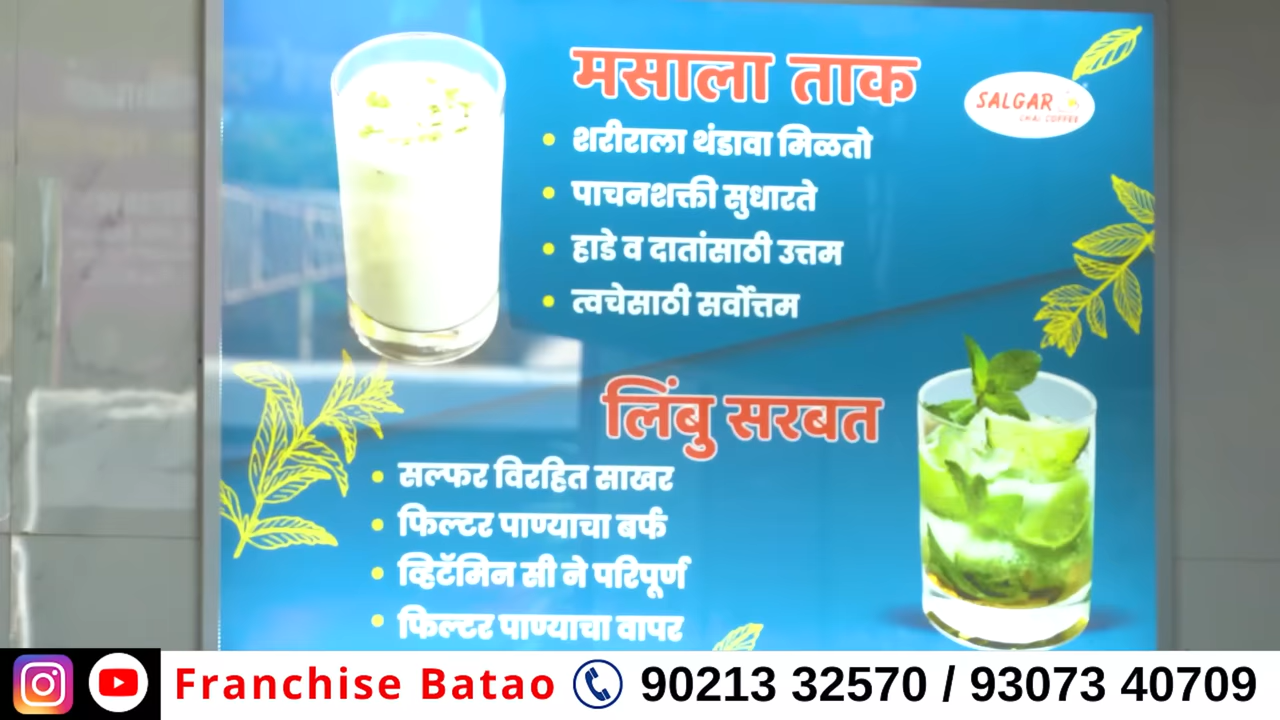 मसाला ताक
SALGAR
CHAI COFFEE
शरीराला थंडावा मिळतो
पाचनशक्ती सुधारते
हाडे व दातांसाठी उत्तम
त्वचेसाठी सर्वोत्तम
लिंबु सरबत
सल्फर विरहित साखर
फिल्टर पाण्याचा बर्फ
व्हिटॅमिन सी ने परिपूर्ण
फिल्टर पाण्याचा वापर
Franchise Batao 90213 32570 / 93073 40709